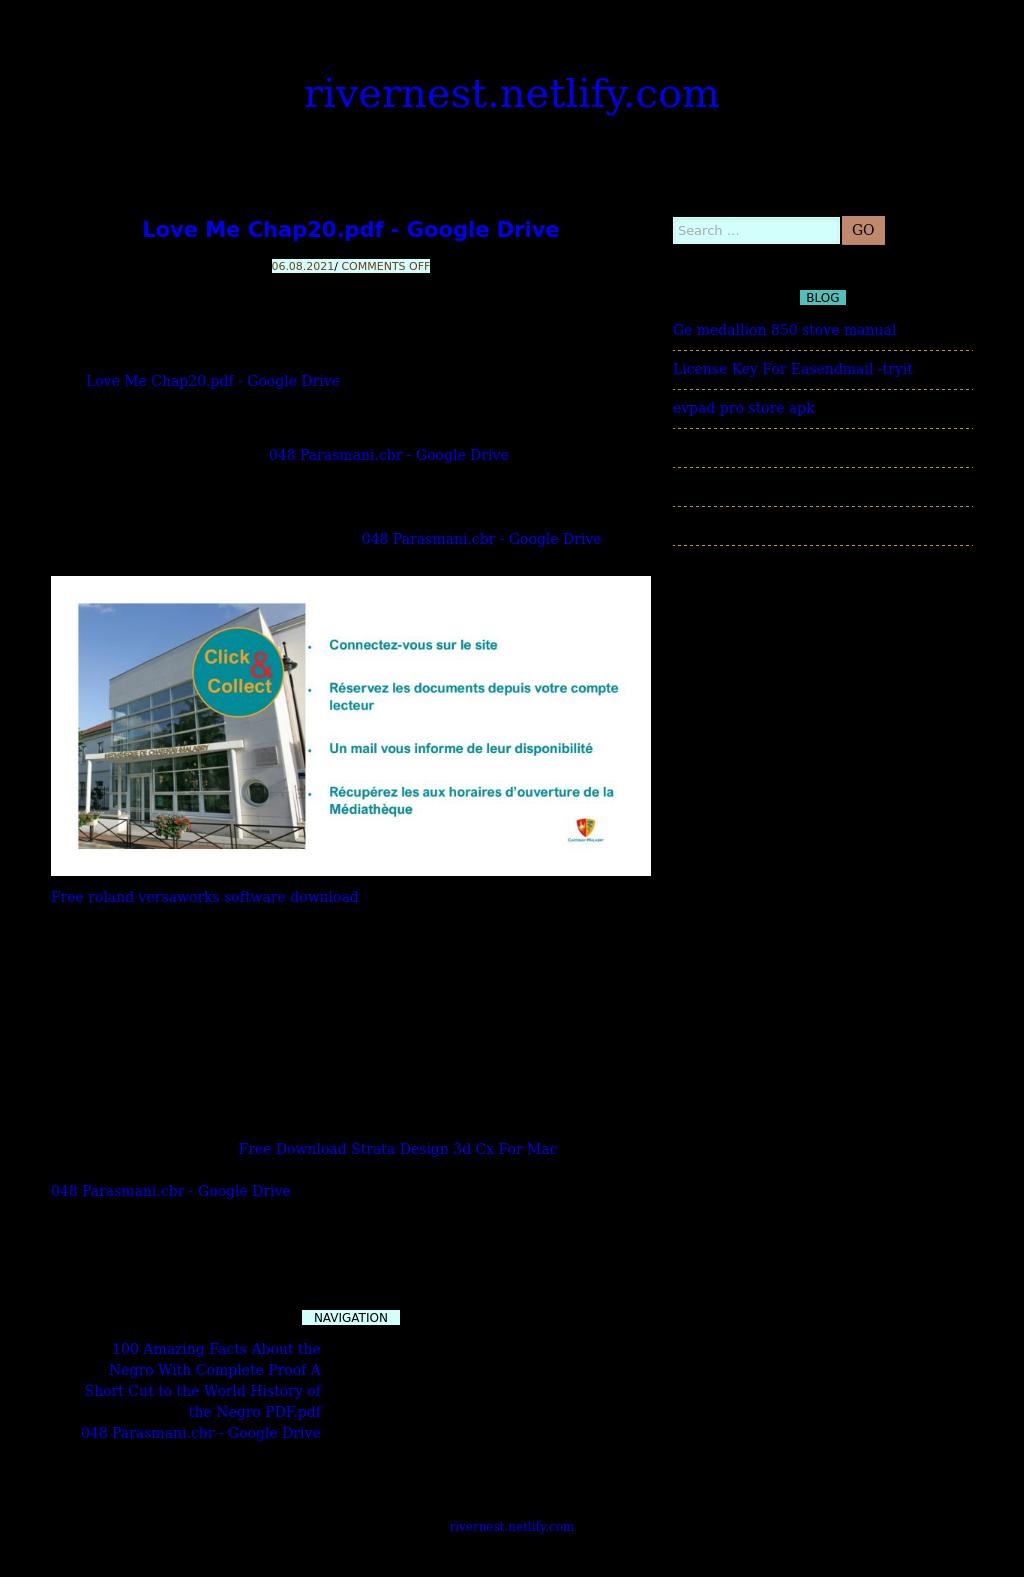 rivernest.netlify.com
Love Me Chap20.pdf - Google Drive
06.08.2021/ COMMENTS OFF
Love Me Chap20.pdf - Google Drive
048 Parasmani.cbr - Google Drive
048 Parasmani.cbr - Google Drive
Click
&
Collect
MEDIATHEQUE DE CHATENAY-MALABRY
• Connectez-vous sur le site
• Réservez les documents depuis votre compte
lecteur
• Un mail vous informe de leur disponibilité
• Récupérez les aux horaires d’ouverture de la
Médiathèque
Free roland versaworks software download
Free Download Strata Design 3d Cx For Mac
048 Parasmani.cbr - Google Drive
NAVIGATION
100 Amazing Facts About the
Negro With Complete Proof A
Short Cut to the World History of
the Negro PDF.pdf
048 Parasmani.cbr - Google Drive
Search ...
GO
BLOG
Ge medallion 850 stove manual
License Key For Easendmail -tryit
evpad pro store apk
rivernest.netlify.com